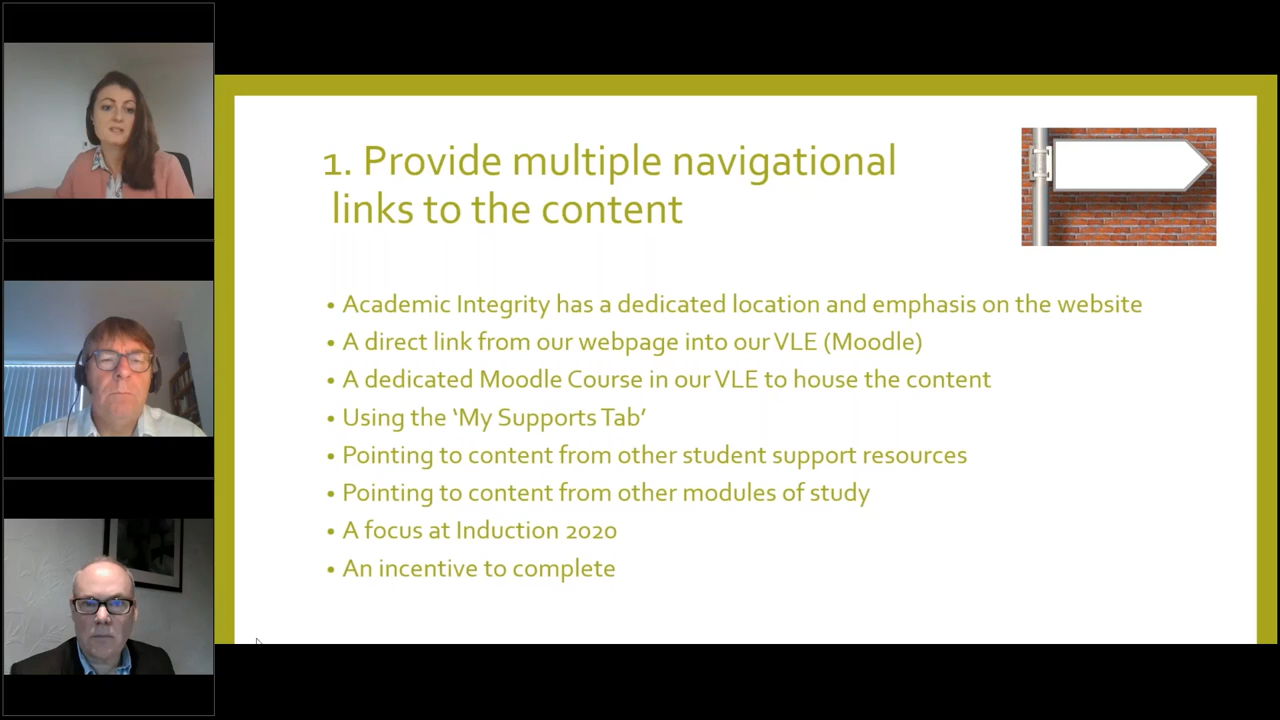 1. Provide multiple navigational
links to the content
• Academic Integrity has a dedicated location and emphasis on the website
• A direct link from our webpage into our VLE (Moodle)
• A dedicated Moodle Course in our VLE to house the content
• Using the ‘My Supports Tab’
• Pointing to content from other student support resources
• Pointing to content from other modules of study
• A focus at Induction 2020
• An incentive to complete